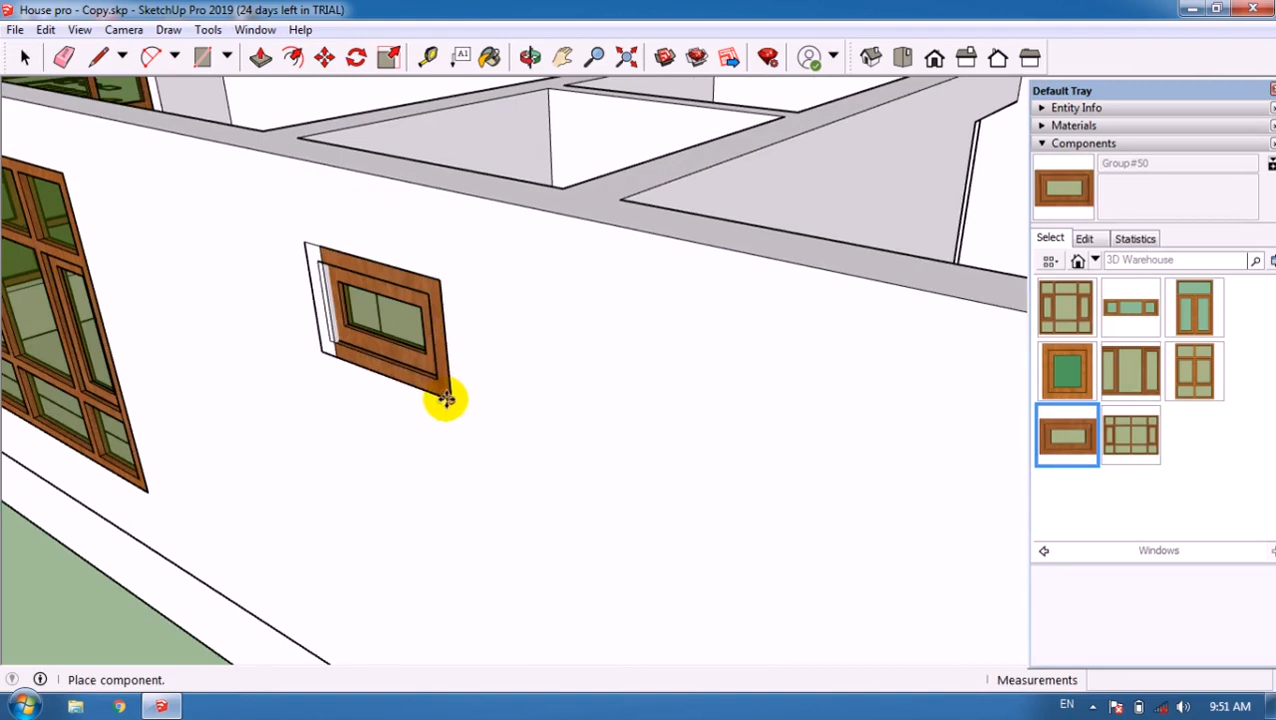 House pro - Copy.skp - SketchUp Pro 2019 (24 days left in TRIAL)
File Edit View Camera Draw Tools Window Help
A1
Default Tray
Entity Info
Materials
Components
Group#50
Select Edit Statistics
3D Warehouse
Windows
Place component.
Measurements
EN
9:51 AM